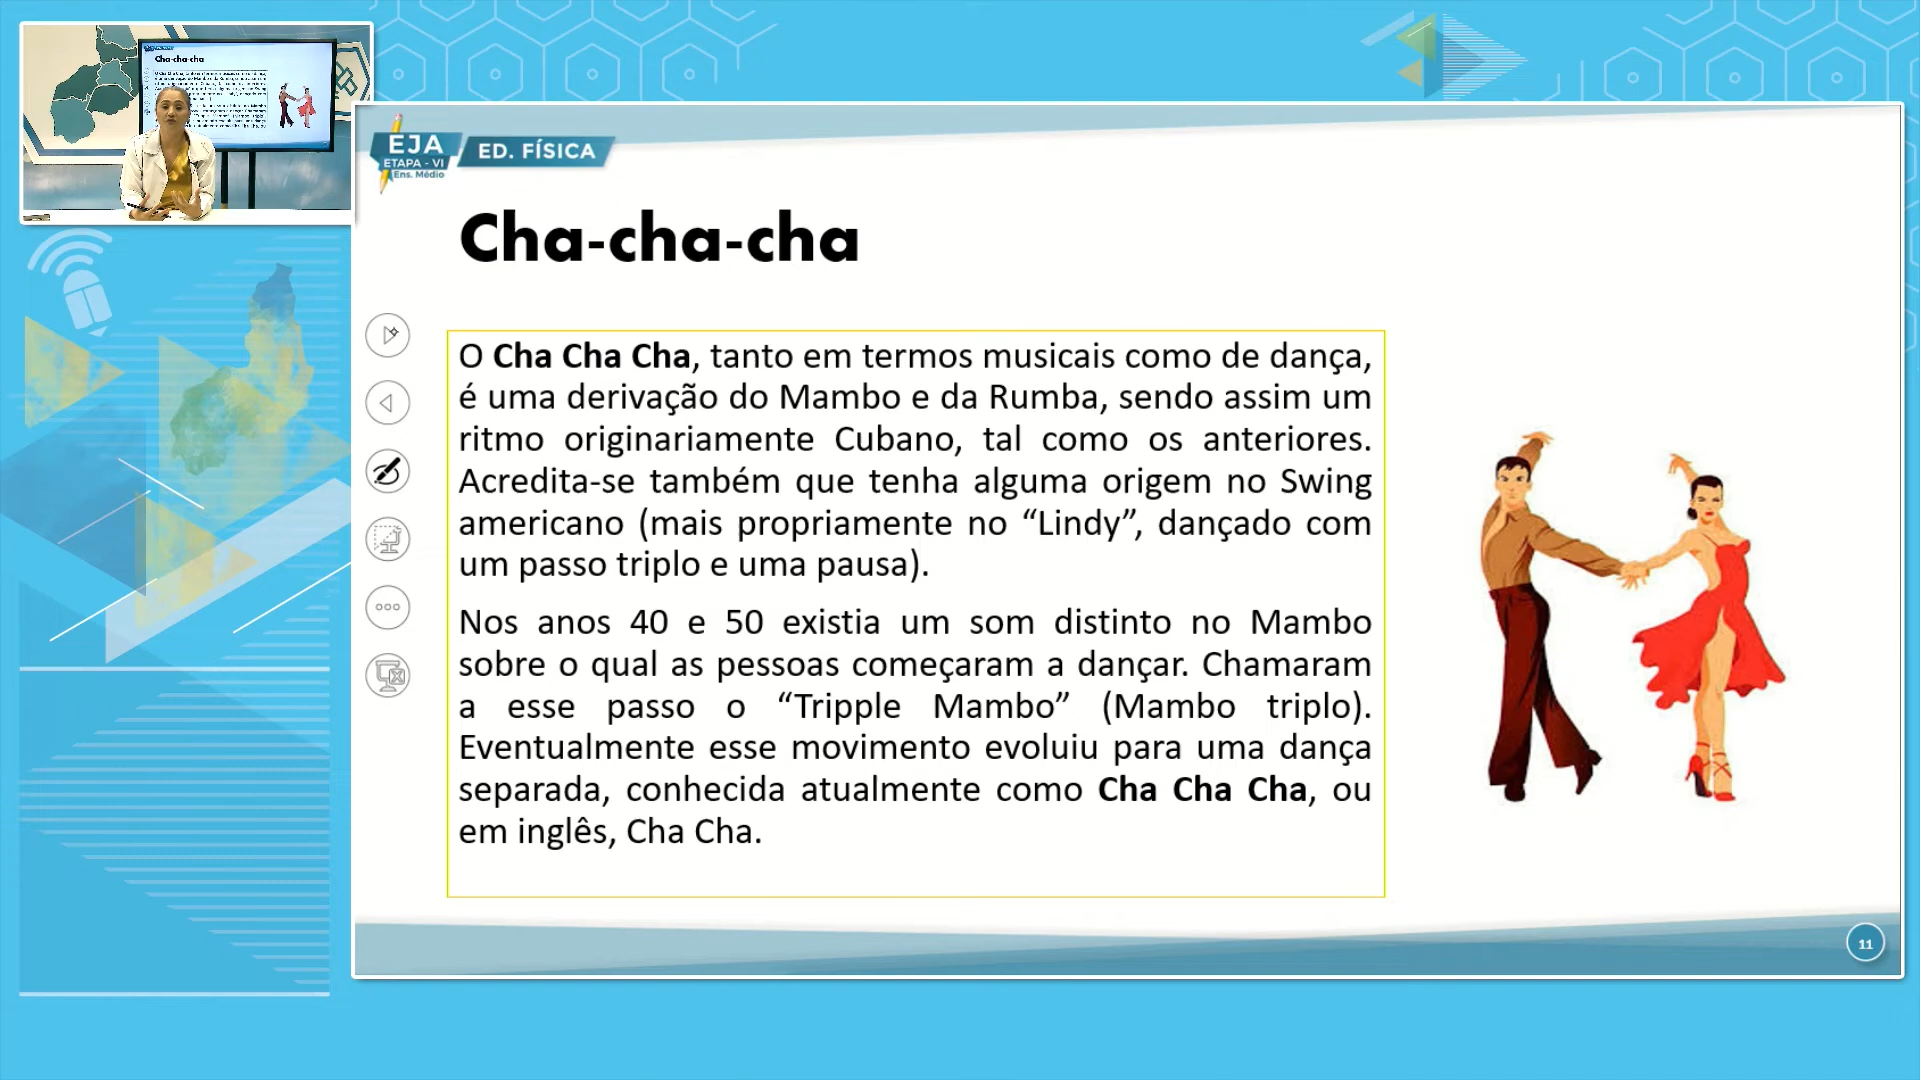 Cha-cha-cha
EJA
ETAPA - VI
Ens. Médio
ED. FÍSICA
Cha-cha-cha
O Cha Cha Cha, tanto em termos musicais como de dança,
é uma derivação do Mambo e da Rumba, sendo assim um
ritmo originariamente Cubano, tal como os anteriores.
Acredita-se também que tenha alguma origem no Swing
americano (mais propriamente no “Lindy”, dançado com
um passo triplo e uma pausa).
Nos anos 40 e 50 existia um som distinto no Mambo
sobre o qual as pessoas começaram a dançar. Chamaram
a esse passo o “Tripple Mambo” (Mambo triplo).
Eventualmente esse movimento evoluiu para uma dança
separada, conhecida atualmente como Cha Cha Cha, ou
em inglês, Cha Cha.
11